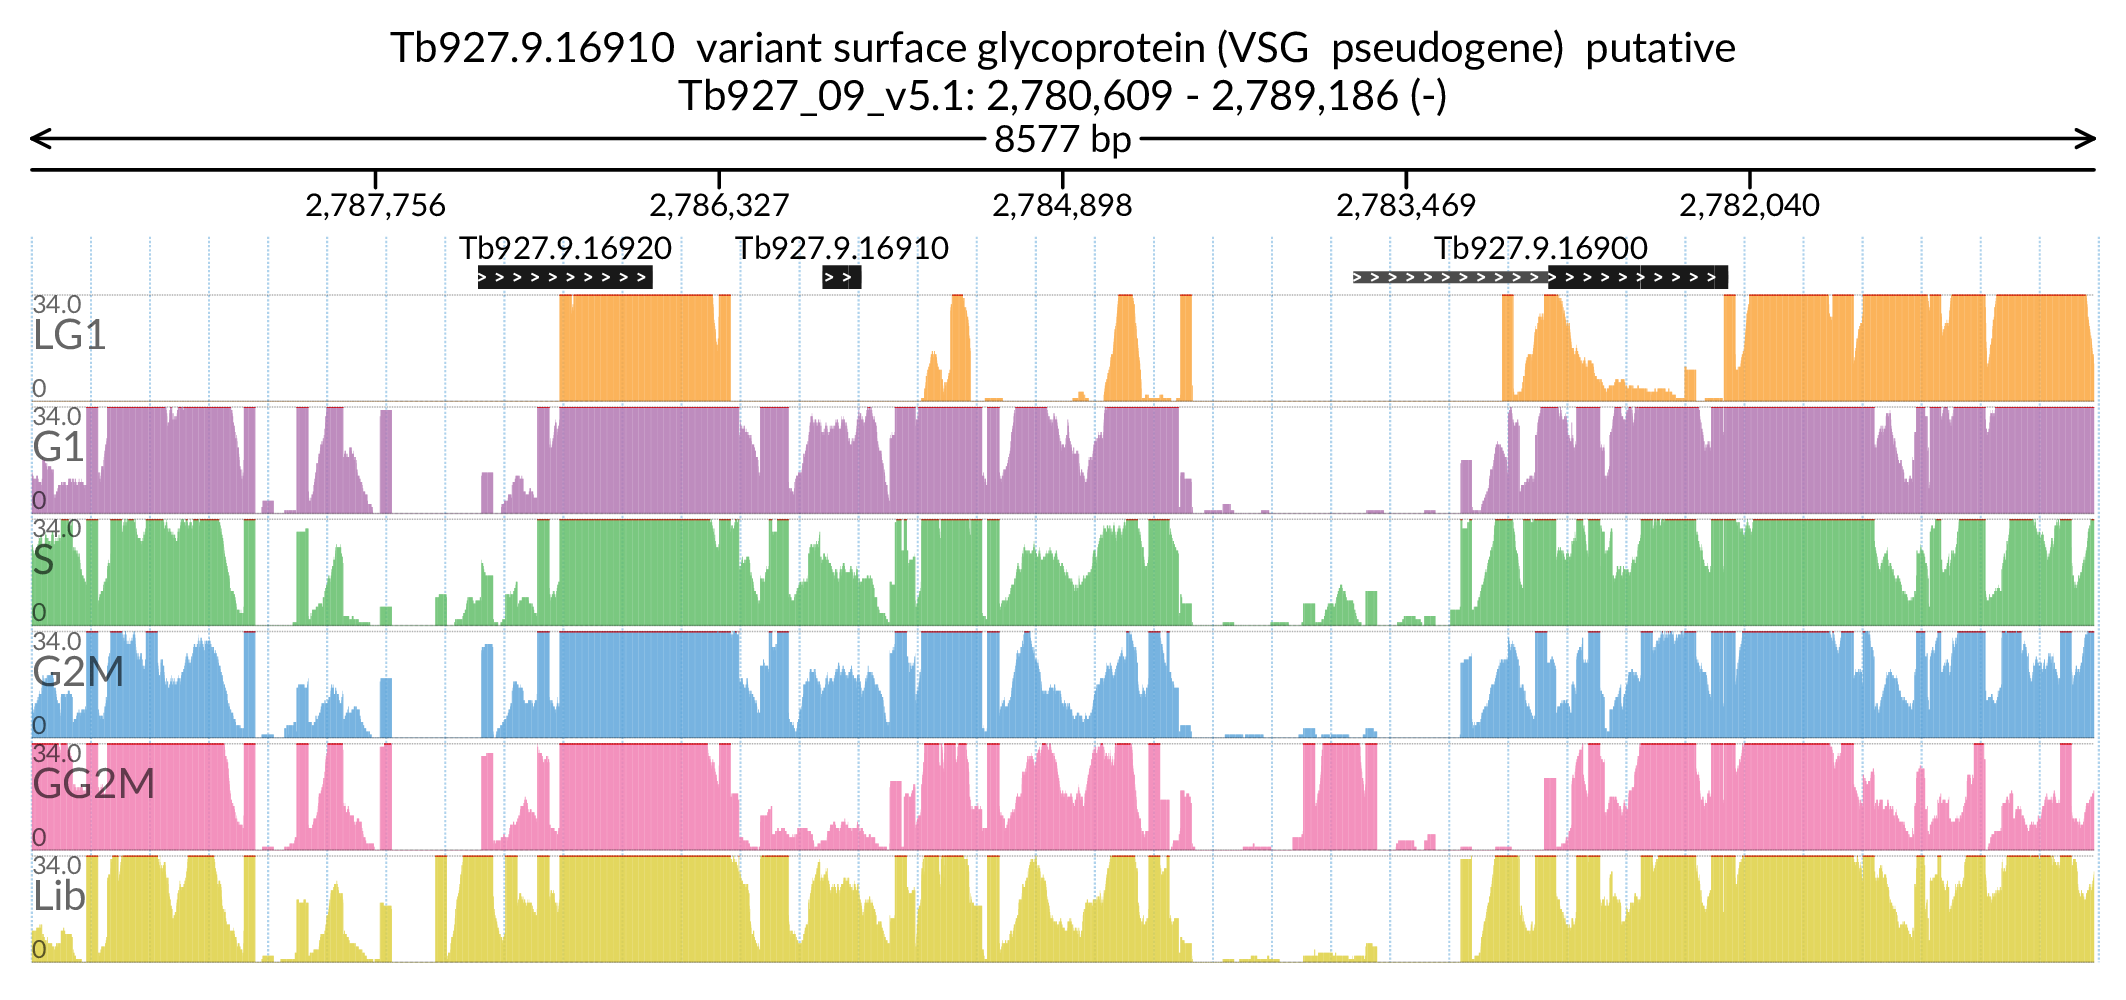 Tb927.9.16910 variant surface glycoprotein (VSG pseudogene) putative
Tb927_09_v5.1: 2,780,609 - 2,789,186 (-)
8577 bp
2,787,756 2,786,327 2,784,898 2,783,469 2,782,040
Tb927.9.16920 Tb927.9.16910 Tb927.9.16900
34.0
LG1
0
34.0
G1
0
34.0
S
0
34.0
G2M
0
34.0
GG2M
0
34.0
Lib
0